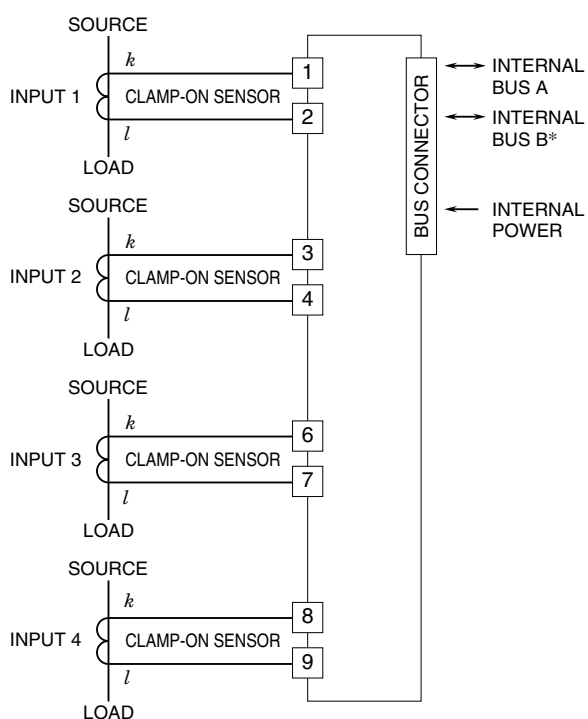 SOURCE
k
INPUT 1
CLAMP-ON SENSOR
l
LOAD
1
2
SOURCE
k
INPUT 2
CLAMP-ON SENSOR
l
LOAD
3
4
SOURCE
k
INPUT 3
CLAMP-ON SENSOR
l
LOAD
6
7
SOURCE
k
INPUT 4
CLAMP-ON SENSOR
l
LOAD
8
9
BUS CONNECTOR
INTERNAL
BUS A
INTERNAL
BUS B*
INTERNAL
POWER